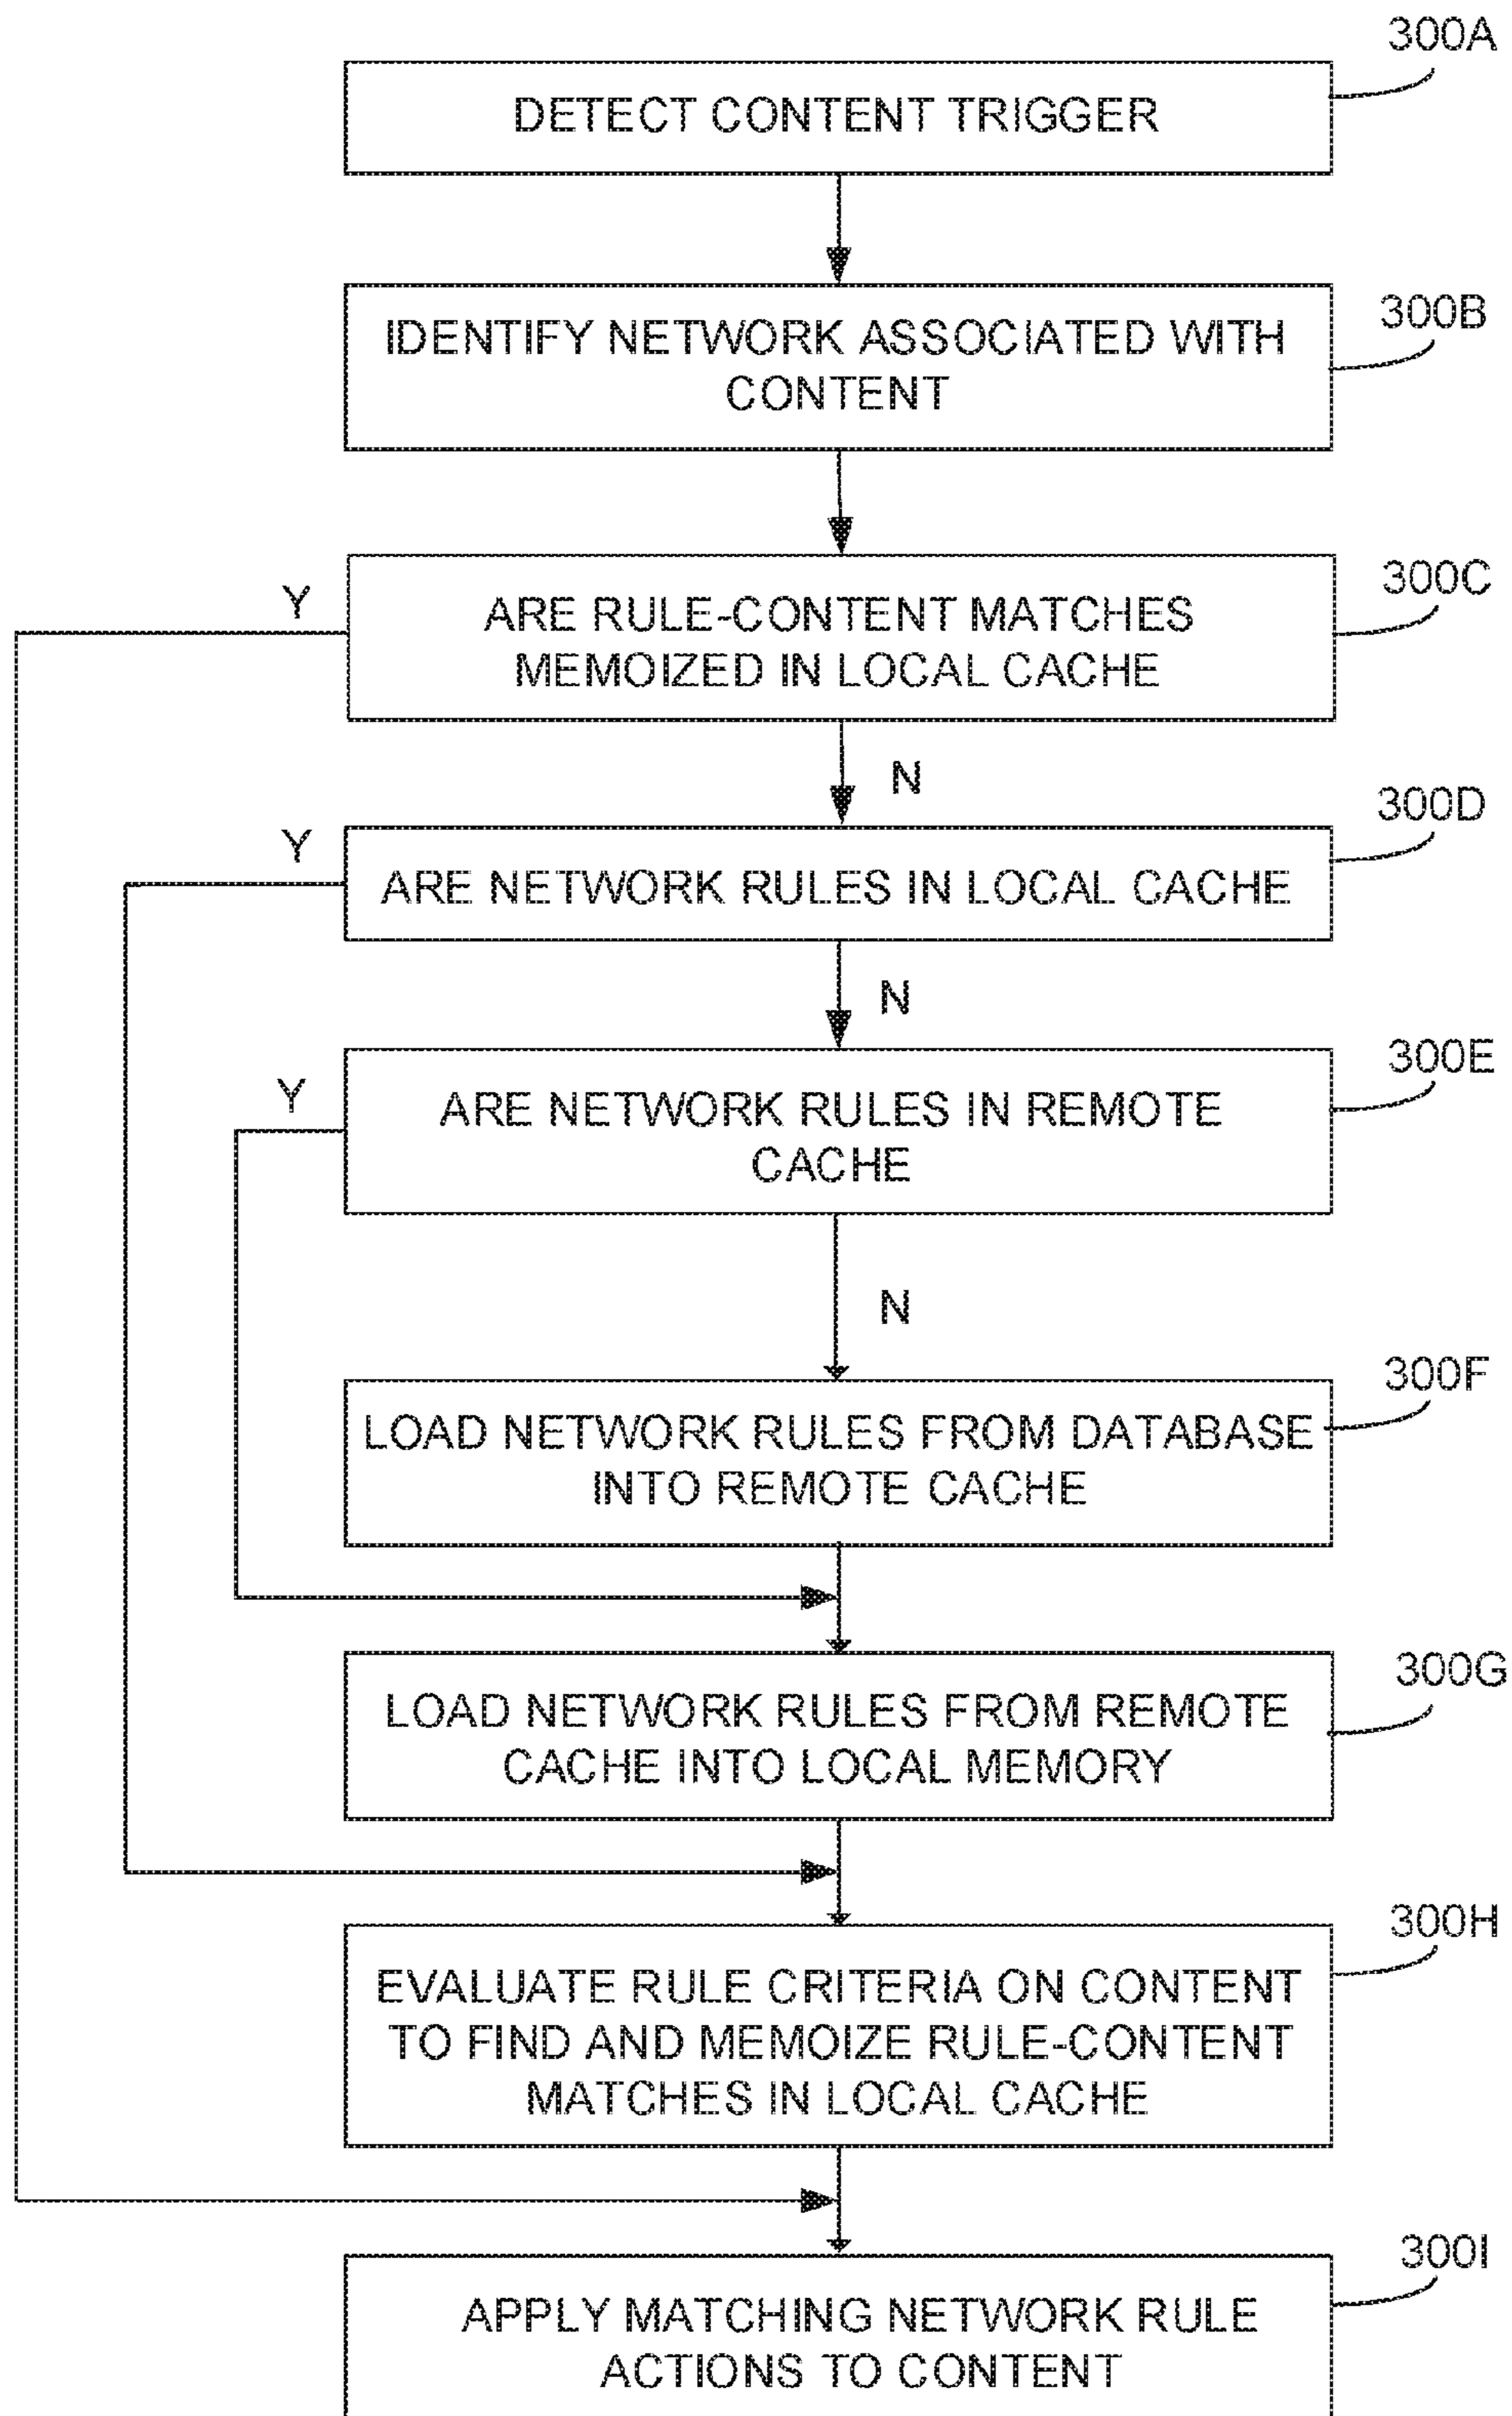 300A
DETECT CONTENT TRIGGER
300B
IDENTIFY NETWORK ASSOCIATED WITH
CONTENT
300C
Y
ARE RULE-CONTENT MATCHES
MEMOIZED IN LOCAL CACHE
N
300D
Y
ARE NETWORK RULES IN LOCAL CACHE
N
300E
Y
ARE NETWORK RULES IN REMOTE
CACHE
N
300F
LOAD NETWORK RULES FROM DATABASE
INTO REMOTE CACHE
300G
LOAD NETWORK RULES FROM REMOTE
CACHE INTO LOCAL MEMORY
300H
EVALUATE RULE CRITERIA ON CONTENT
TO FIND AND MEMOIZE RULE-CONTENT
MATCHES IN LOCAL CACHE
300I
APPLY MATCHING NETWORK RULE
ACTIONS TO CONTENT